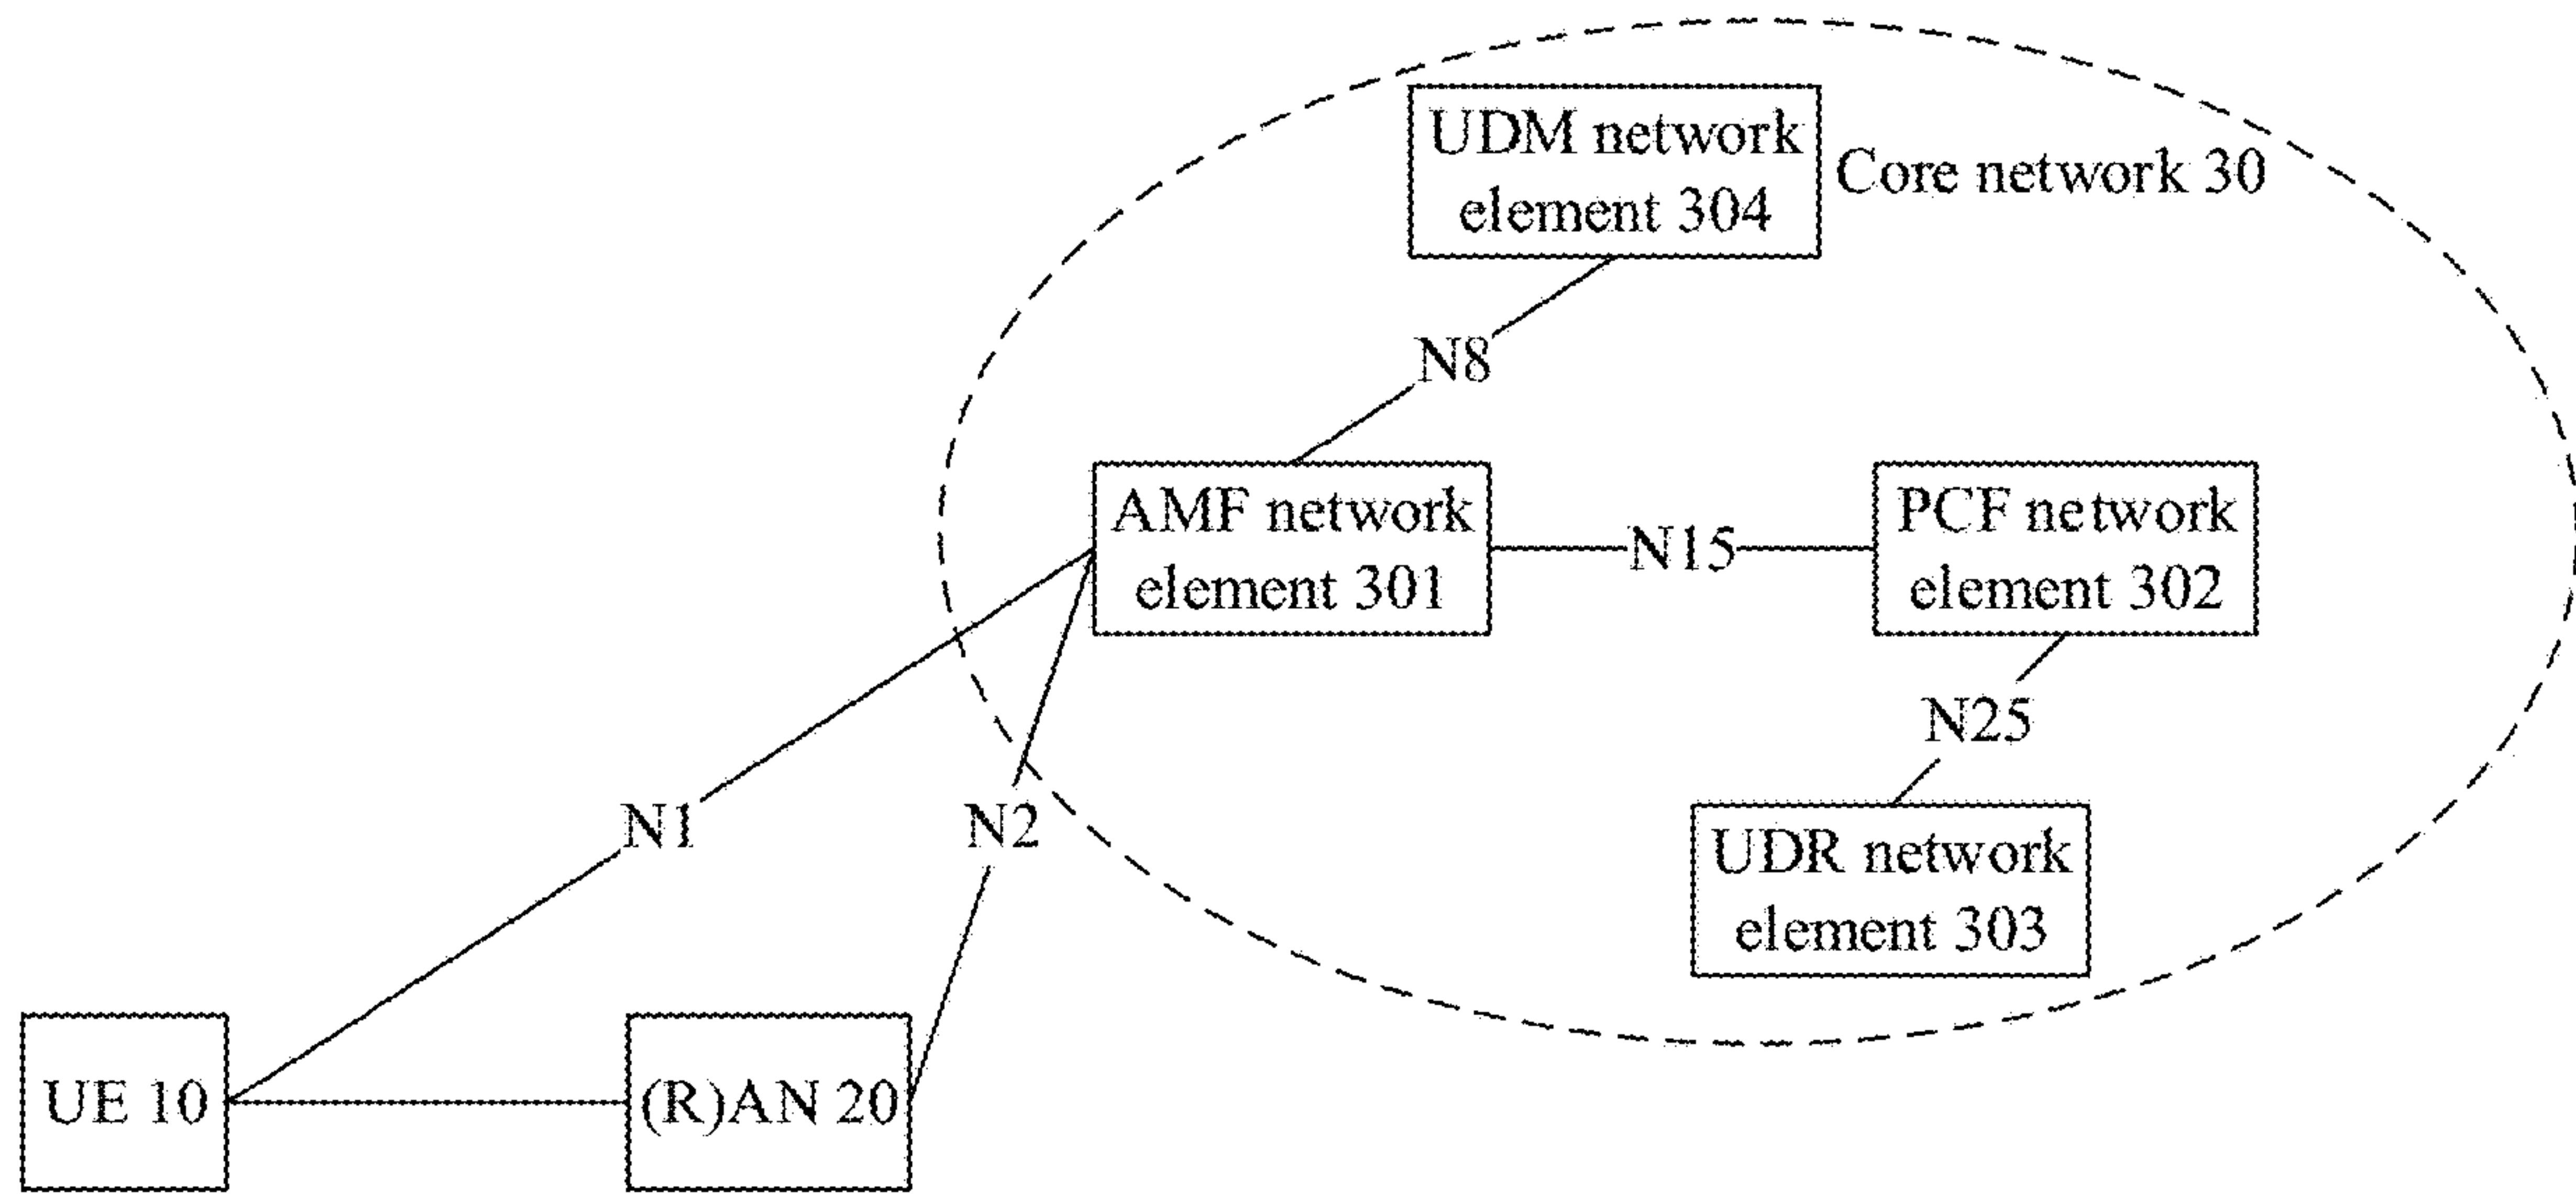 UDM network
element 304
Core network 30
N8
AMF network
element 301
N15
PCF network
element 302
N25
N1
N2
UDR network
element 303
UE 10
(R)AN 20